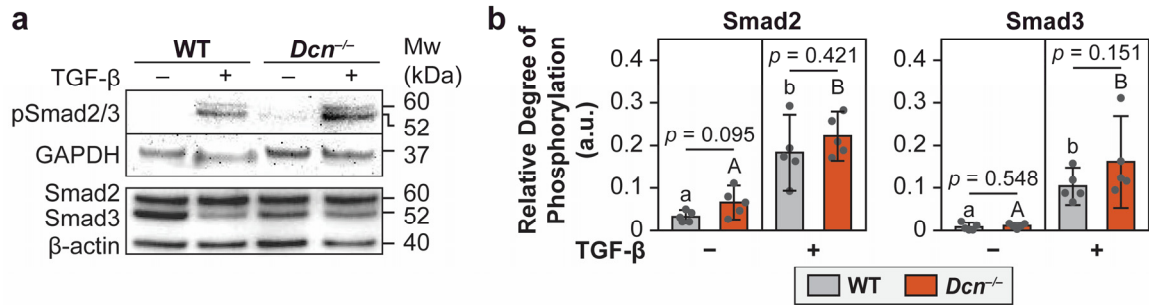 a
WT Dcn–/– Mw
TGF-β – + – + (kDa)
pSmad2/3 60
52
GAPDH 37
Smad2 60
Smad3 52
β-actin 40
b
Smad2
Relative Degree of
Phosphorylation
(a.u.)
0.4
0.3
0.2
0.1
0
p = 0.095
a A
p = 0.421
b B
TGF-β – +
Smad3
0.4
0.3
0.2
0.1
0
p = 0.548
a A
p = 0.151
b B
– +
WT Dcn–/–